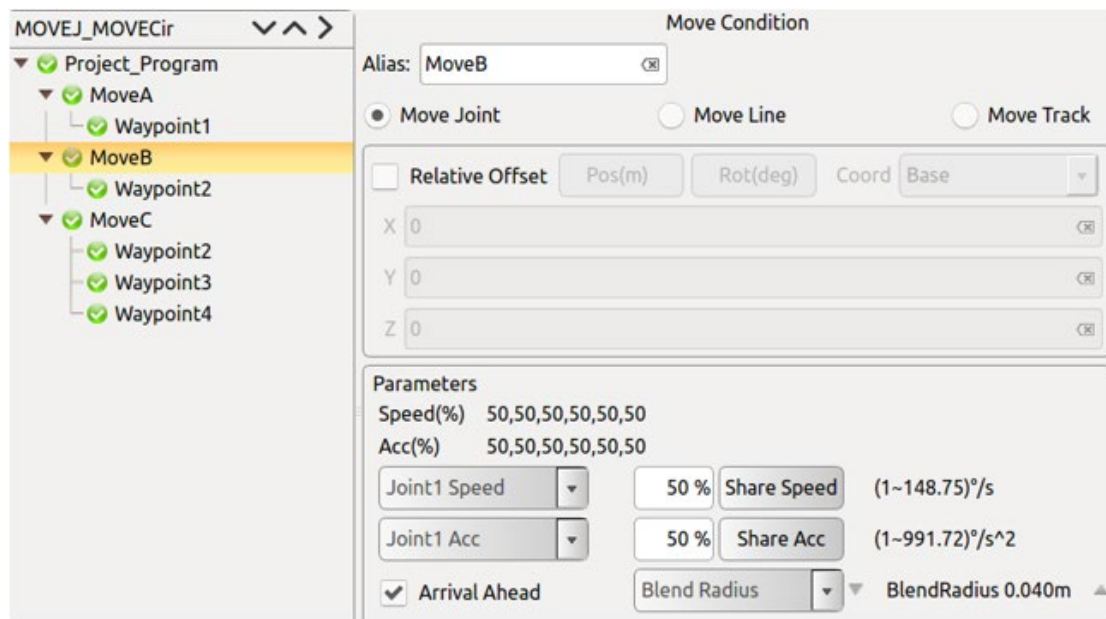 MOVEJ_MOVECir
Project_Program
MoveA
Waypoint1
MoveB
Waypoint2
MoveC
Waypoint2
Waypoint3
Waypoint4
Move Condition
Alias: MoveB
Move Joint Move Line Move Track
Relative Offset Pos(m) Rot(deg) Coord Base
X 0
Y 0
Z 0
Parameters
Speed(%) 50,50,50,50,50,50
Acc(%) 50,50,50,50,50,50
Joint1 Speed 50 % Share Speed (1~148.75)°/s
Joint1 Acc 50 % Share Acc (1~991.72)°/s^2
Arrival Ahead Blend Radius BlendRadius 0.040m